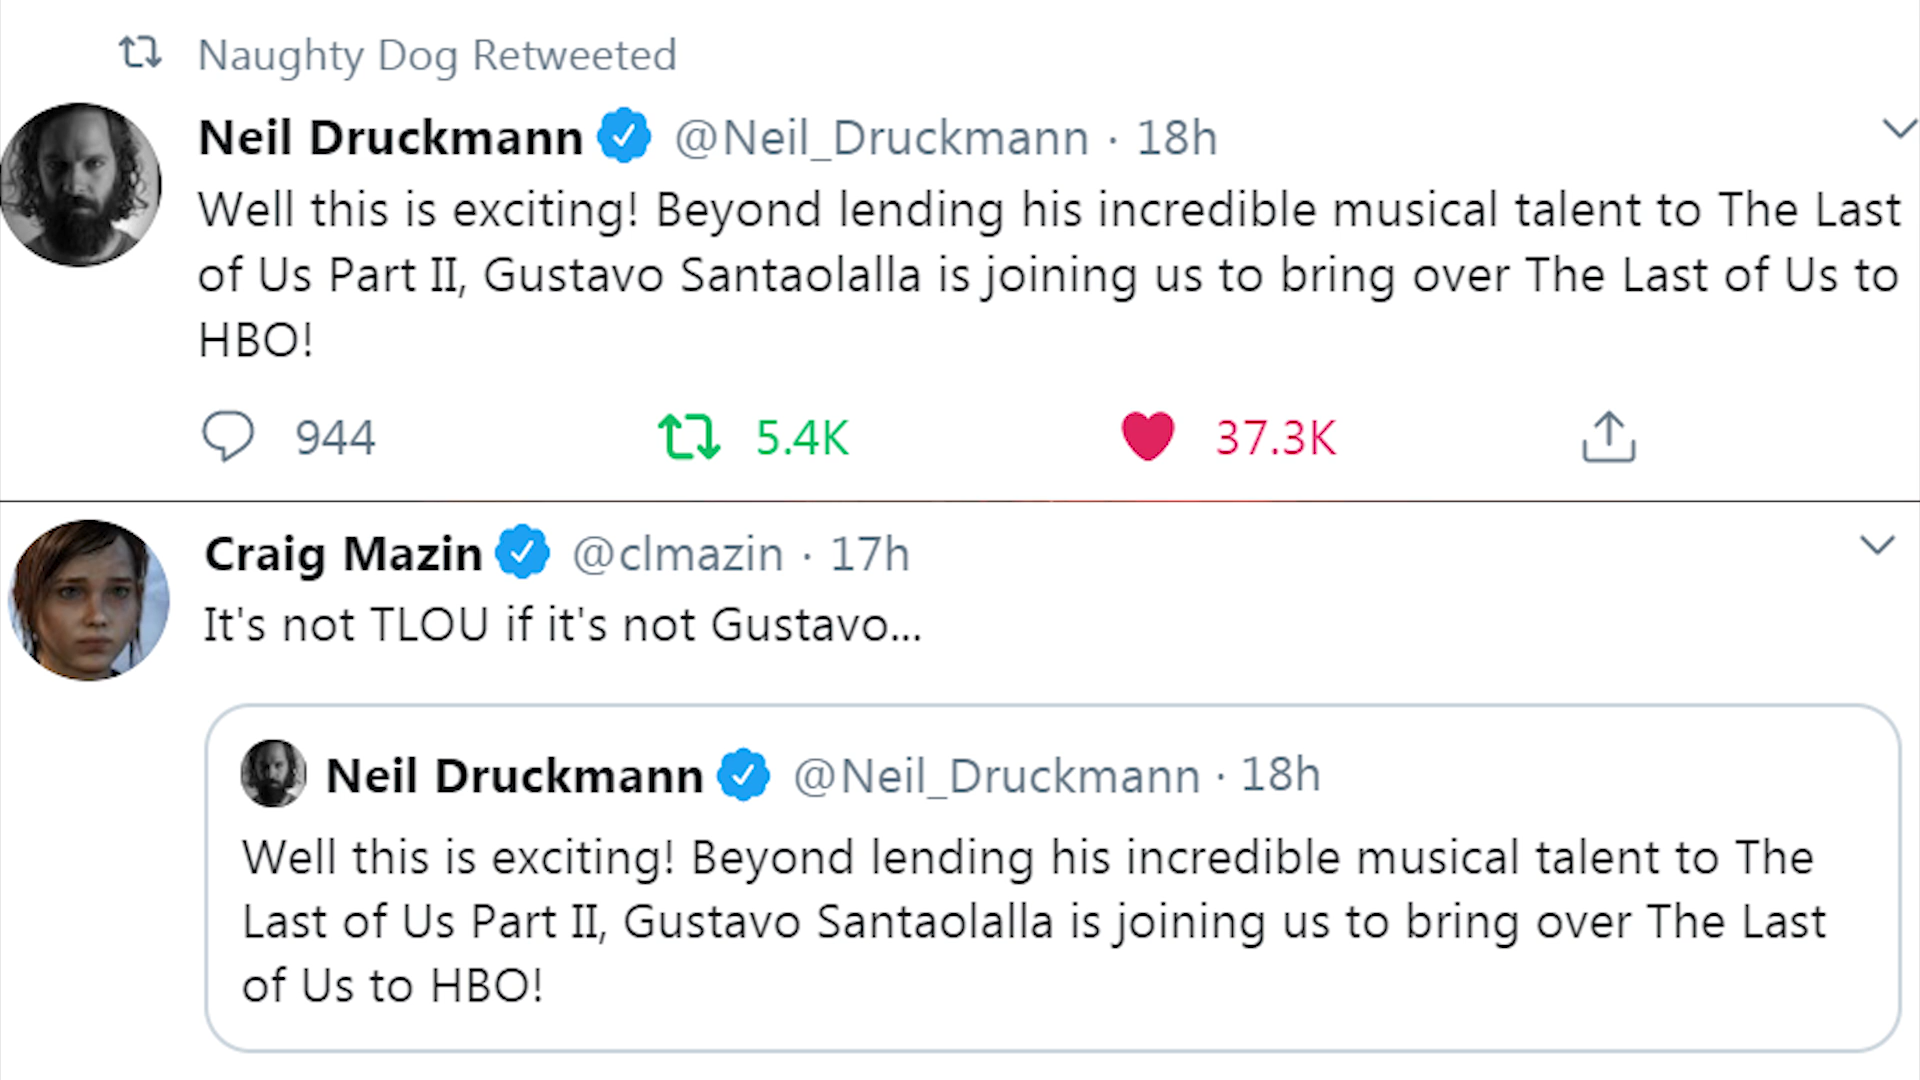 Naughty Dog Retweeted
Neil Druckmann @Neil_Druckmann · 18h
Well this is exciting! Beyond lending his incredible musical talent to The Last
of Us Part II, Gustavo Santaolalla is joining us to bring over The Last of Us to
HBO!
944 5.4K 37.3K
Craig Mazin @clmazin · 17h
It's not TLOU if it's not Gustavo...
Neil Druckmann @Neil_Druckmann · 18h
Well this is exciting! Beyond lending his incredible musical talent to The
Last of Us Part II, Gustavo Santaolalla is joining us to bring over The Last
of Us to HBO!